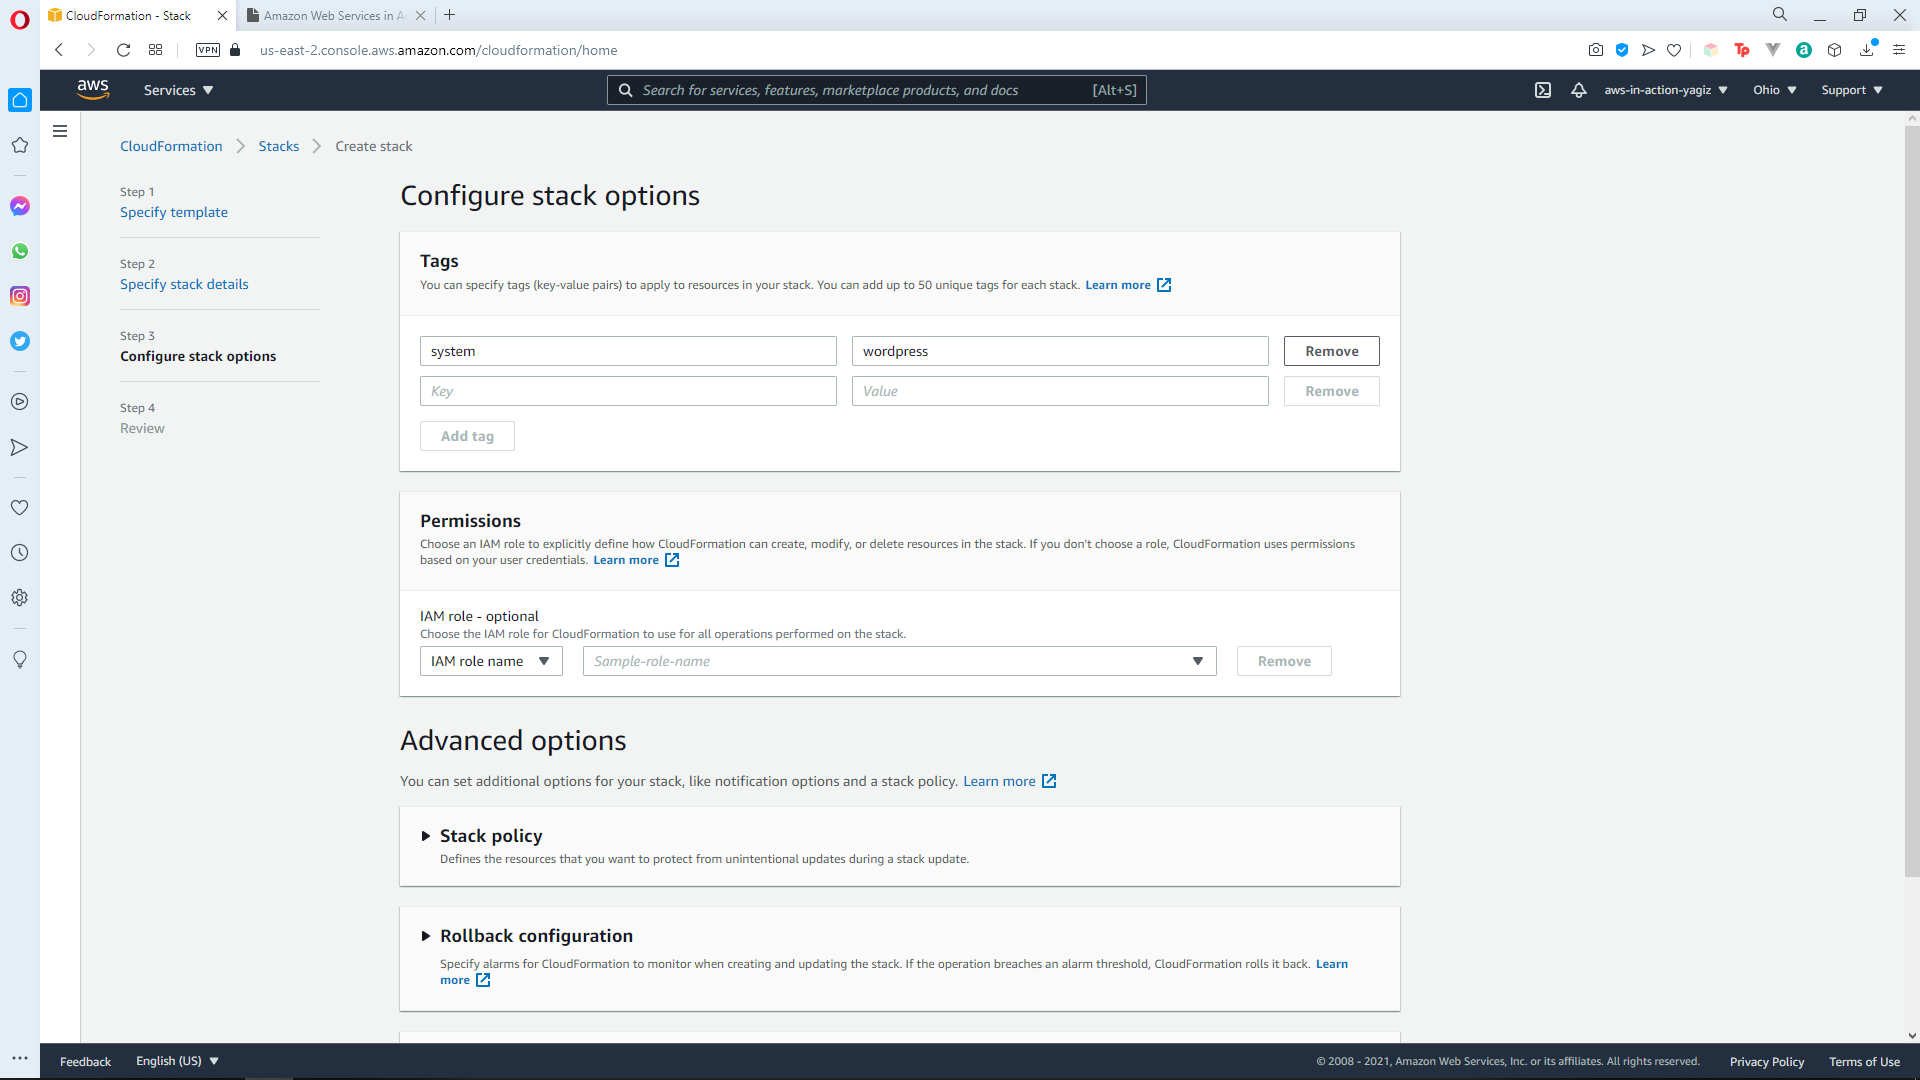 CloudFormation - Stack
Amazon Web Services in A
VPN
us-east-2.console.aws.amazon.com/cloudformation/home
Tp
a
aws
Services
Search for services, features, marketplace products, and docs
[Alt+S]
aws-in-action-yagiz
Ohio
Support
CloudFormation
Stacks
Create stack
Step 1
Specify template
Step 2
Specify stack details
Step 3
Configure stack options
Step 4
Review
Configure stack options
Tags
You can specify tags (key-value pairs) to apply to resources in your stack. You can add up to 50 unique tags for each stack. Learn more
system
wordpress
Remove
Key
Value
Remove
Add tag
Permissions
Choose an IAM role to explicitly define how CloudFormation can create, modify, or delete resources in the stack. If you don't choose a role, CloudFormation uses permissions
based on your user credentials. Learn more
IAM role - optional
Choose the IAM role for CloudFormation to use for all operations performed on the stack.
IAM role name
Sample-role-name
Remove
Advanced options
You can set additional options for your stack, like notification options and a stack policy. Learn more
Stack policy
Defines the resources that you want to protect from unintentional updates during a stack update.
Rollback configuration
Specify alarms for CloudFormation to monitor when creating and updating the stack. If the operation breaches an alarm threshold, CloudFormation rolls it back. Learn
more
Feedback
English (US)
© 2008 - 2021, Amazon Web Services, Inc. or its affiliates. All rights reserved.
Privacy Policy
Terms of Use